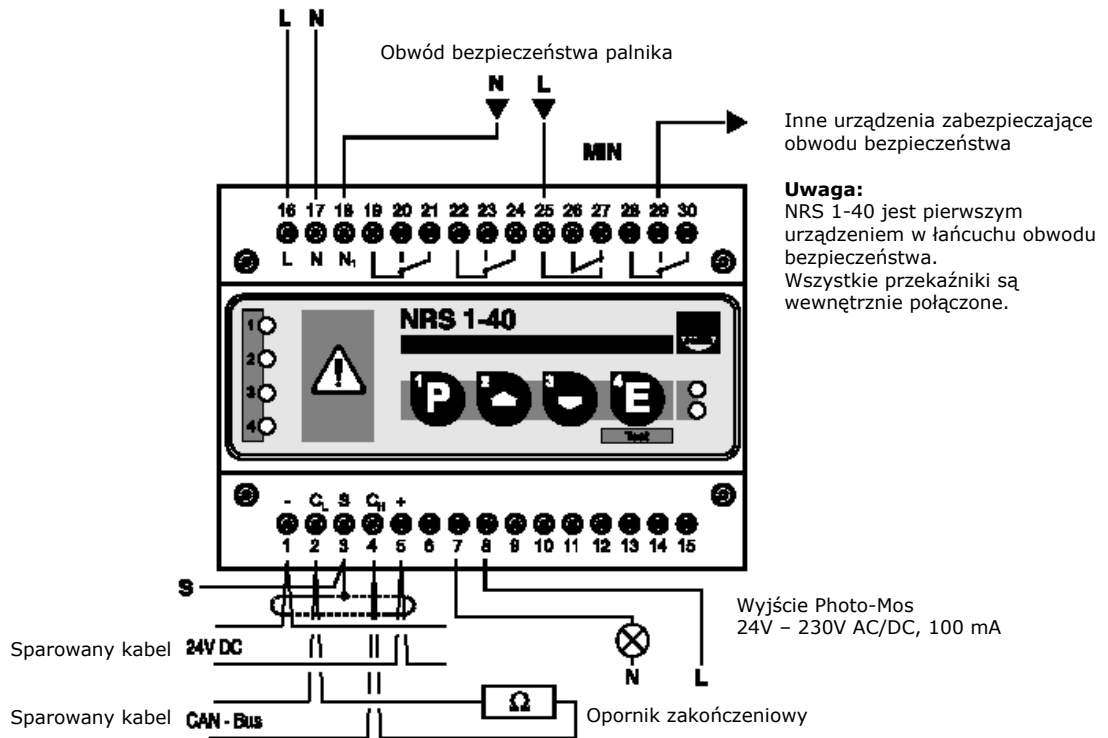 L N
Obwód bezpieczeństwa palnika
N L
MIN
Inne urządzenia zabezpieczające
obwodu bezpieczeństwa
Uwaga:
NRS 1-40 jest pierwszym
urządzeniem w łańcuchu obwodu
bezpieczeństwa.
Wszystkie przekaźniki są
wewnętrznie połączone.
16 17 18 19 20 21 22 23 24 25 26 27 28 29 30
L N N1
NRS 1-40
1
2
3
4
1 P 2 3 4 E
Test
- CL S CH +
1 2 3 4 5 6 7 8 9 10 11 12 13 14 15
S
Wyjście Photo-Mos
24V – 230V AC/DC, 100 mA
Sparowany kabel 24V DC
N L
Sparowany kabel CAN - Bus
Ω
Opornik zakończeniowy